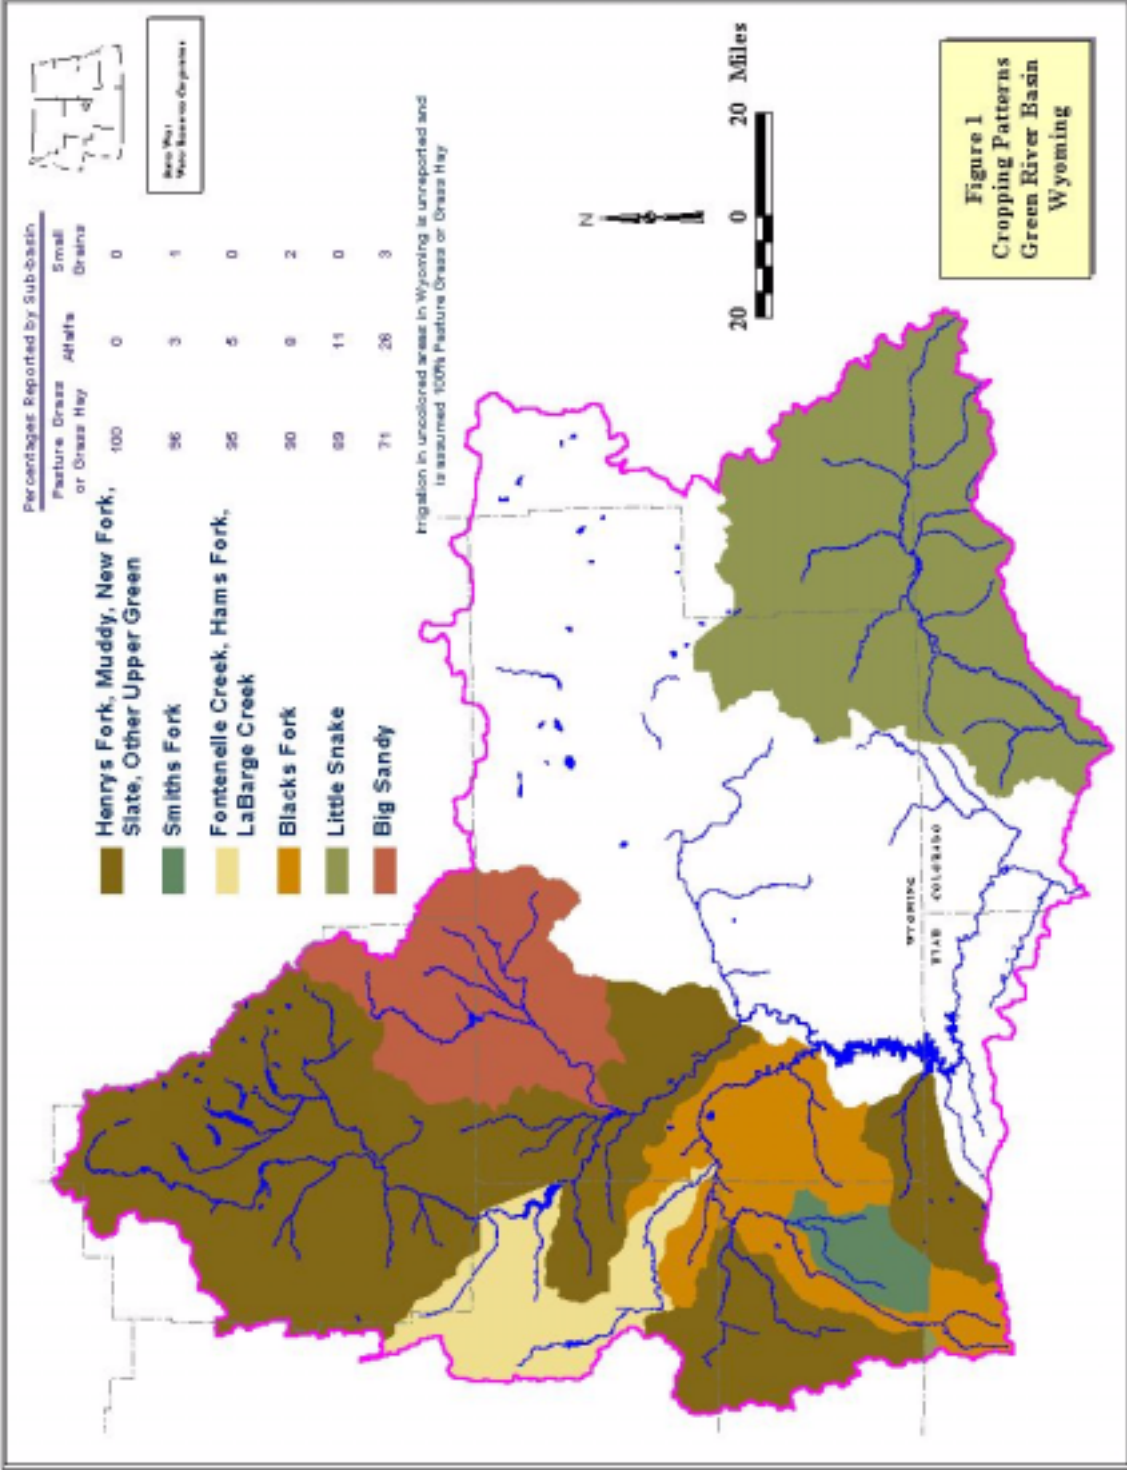 Percentages Reported by Sub-basin
Pasture Grass Alfalfa Small
or Grass Hay Grains
Henrys Fork, Muddy, New Fork, 100 0 0
Slate, Other Upper Green
Smiths Fork 96 3 1
Fontenelle Creek, Hams Fork, 95 5 0
LaBarge Creek
Blacks Fork 90 8 2
Little Snake 89 11 0
Big Sandy 71 26 3
Irrigation in uncolored areas in Wyoming is unreported and
is assumed 100% Pasture Grass or Grass Hay
N
20 0 20 Miles
WYOMING
UTAH COLORADO
Figure 1
Cropping Patterns
Green River Basin
Wyoming